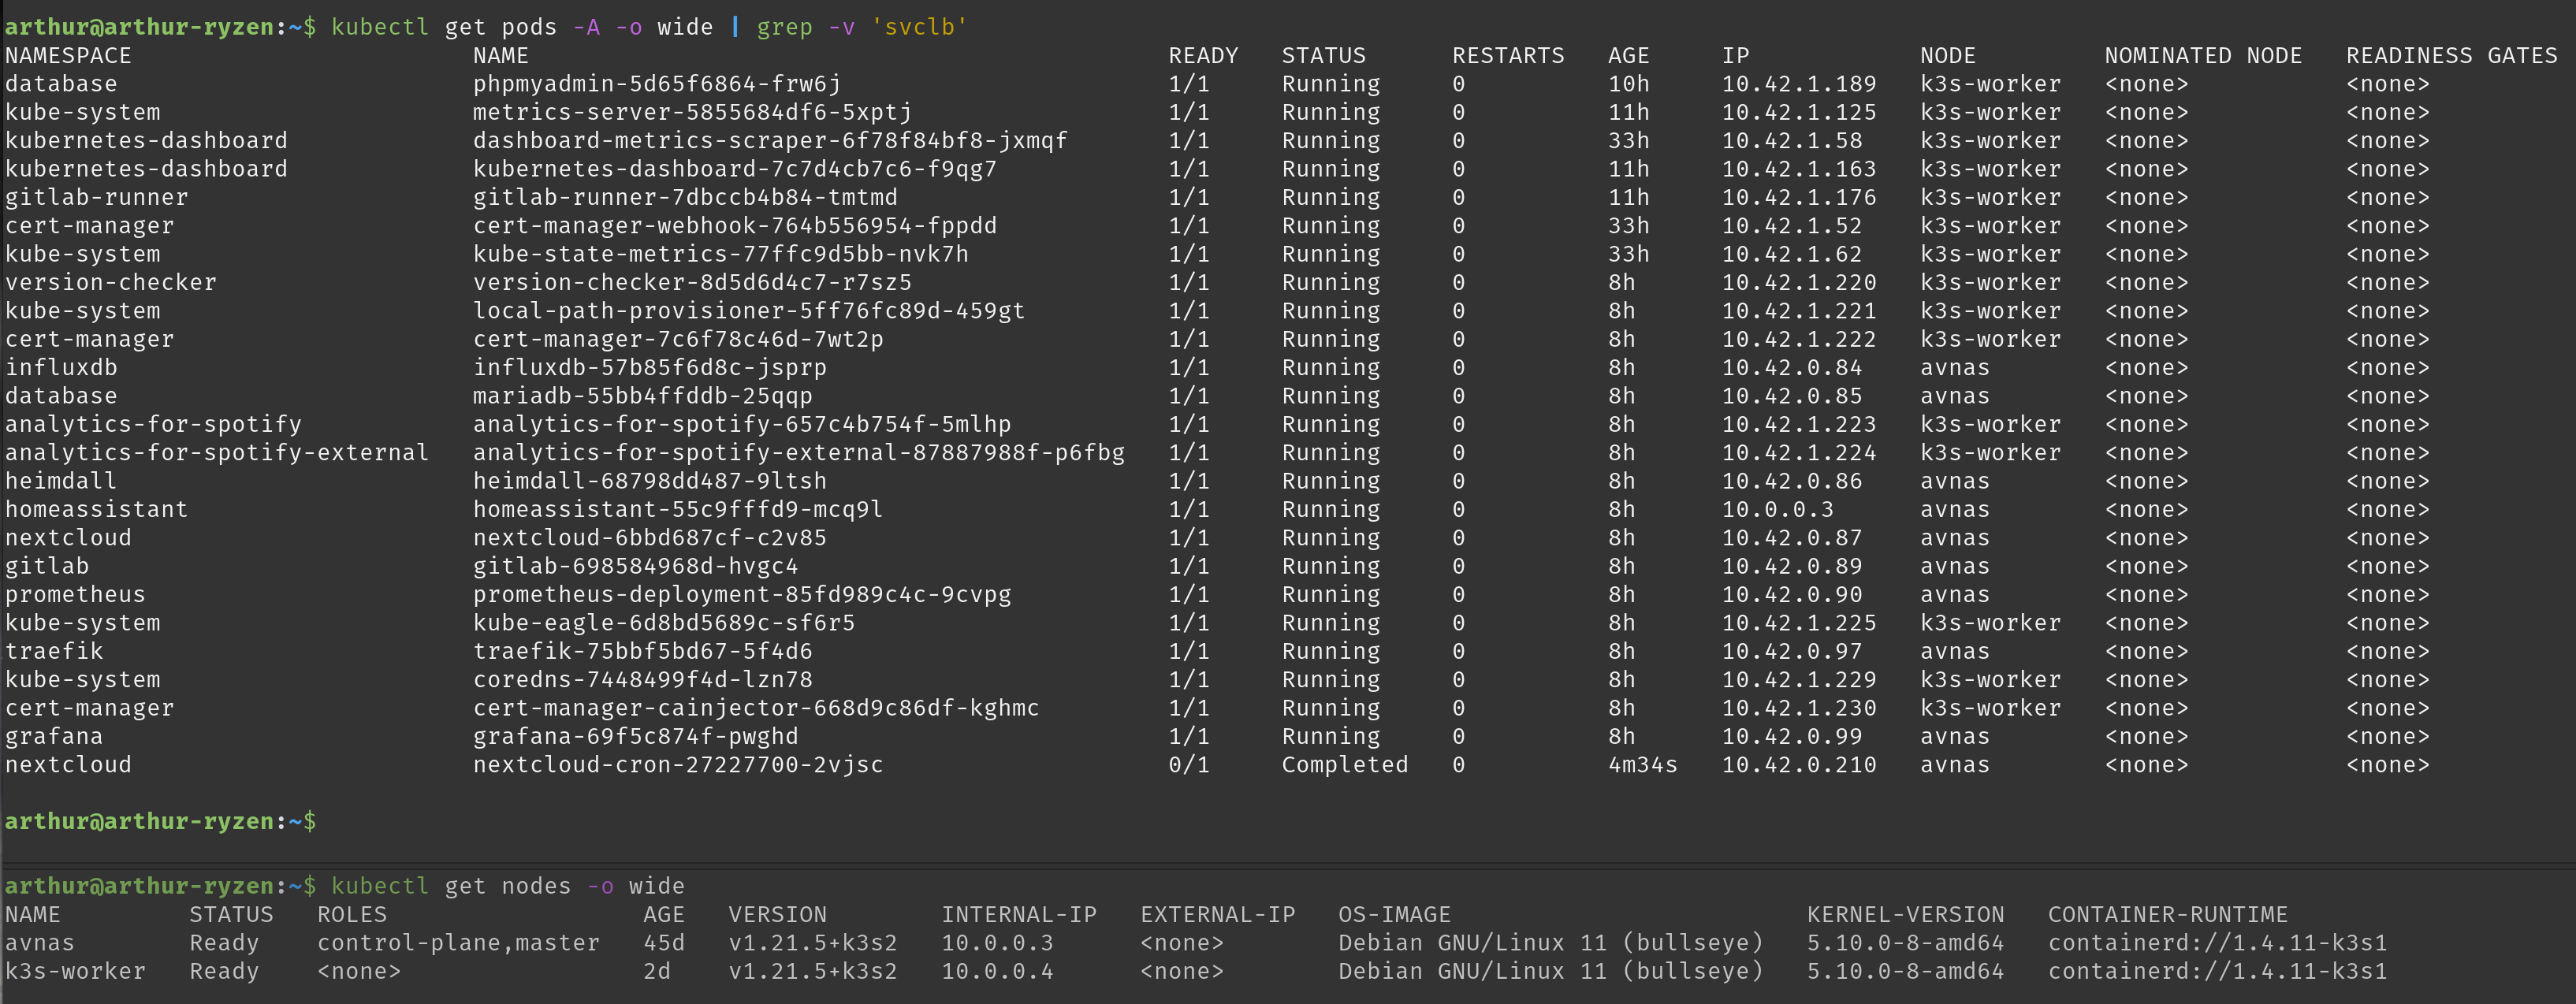 arthur@arthur-ryzen:~$ kubectl get pods -A -o wide | grep -v 'svclb'
NAMESPACE NAME READY STATUS RESTARTS AGE IP NODE NOMINATED NODE READINESS GATES
database phpmyadmin-5d65f6864-frw6j 1/1 Running 0 10h 10.42.1.189 k3s-worker <none> <none>
kube-system metrics-server-5855684df6-5xptj 1/1 Running 0 11h 10.42.1.125 k3s-worker <none> <none>
kubernetes-dashboard dashboard-metrics-scraper-6f78f84bf8-jxmqf 1/1 Running 0 33h 10.42.1.58 k3s-worker <none> <none>
kubernetes-dashboard kubernetes-dashboard-7c7d4cb7c6-f9qg7 1/1 Running 0 11h 10.42.1.163 k3s-worker <none> <none>
gitlab-runner gitlab-runner-7dbccb4b84-tmtmd 1/1 Running 0 11h 10.42.1.176 k3s-worker <none> <none>
cert-manager cert-manager-webhook-764b556954-fppdd 1/1 Running 0 33h 10.42.1.52 k3s-worker <none> <none>
kube-system kube-state-metrics-77ffc9d5bb-nvk7h 1/1 Running 0 33h 10.42.1.62 k3s-worker <none> <none>
version-checker version-checker-8d5d6d4c7-r7sz5 1/1 Running 0 8h 10.42.1.220 k3s-worker <none> <none>
kube-system local-path-provisioner-5ff76fc89d-459gt 1/1 Running 0 8h 10.42.1.221 k3s-worker <none> <none>
cert-manager cert-manager-7c6f78c46d-7wt2p 1/1 Running 0 8h 10.42.1.222 k3s-worker <none> <none>
influxdb influxdb-57b85f6d8c-jsprp 1/1 Running 0 8h 10.42.0.84 avnas <none> <none>
database mariadb-55bb4ffddb-25qqp 1/1 Running 0 8h 10.42.0.85 avnas <none> <none>
analytics-for-spotify analytics-for-spotify-657c4b754f-5mlhp 1/1 Running 0 8h 10.42.1.223 k3s-worker <none> <none>
analytics-for-spotify-external analytics-for-spotify-external-87887988f-p6fbg 1/1 Running 0 8h 10.42.1.224 k3s-worker <none> <none>
heimdall heimdall-68798dd487-9ltsh 1/1 Running 0 8h 10.42.0.86 avnas <none> <none>
homeassistant homeassistant-55c9fffd9-mcq9l 1/1 Running 0 8h 10.0.0.3 avnas <none> <none>
nextcloud nextcloud-6bbd687cf-c2v85 1/1 Running 0 8h 10.42.0.87 avnas <none> <none>
gitlab gitlab-698584968d-hvgc4 1/1 Running 0 8h 10.42.0.89 avnas <none> <none>
prometheus prometheus-deployment-85fd989c4c-9cvpg 1/1 Running 0 8h 10.42.0.90 avnas <none> <none>
kube-system kube-eagle-6d8bd5689c-sf6r5 1/1 Running 0 8h 10.42.1.225 k3s-worker <none> <none>
traefik traefik-75bbf5bd67-5f4d6 1/1 Running 0 8h 10.42.0.97 avnas <none> <none>
kube-system coredns-7448499f4d-lzn78 1/1 Running 0 8h 10.42.1.229 k3s-worker <none> <none>
cert-manager cert-manager-cainjector-668d9c86df-kghmc 1/1 Running 0 8h 10.42.1.230 k3s-worker <none> <none>
grafana grafana-69f5c874f-pwghd 1/1 Running 0 8h 10.42.0.99 avnas <none> <none>
nextcloud nextcloud-cron-27227700-2vjsc 0/1 Completed 0 4m34s 10.42.0.210 avnas <none> <none>
arthur@arthur-ryzen:~$
arthur@arthur-ryzen:~$ kubectl get nodes -o wide
NAME STATUS ROLES AGE VERSION INTERNAL-IP EXTERNAL-IP OS-IMAGE KERNEL-VERSION CONTAINER-RUNTIME
avnas Ready control-plane,master 45d v1.21.5+k3s2 10.0.0.3 <none> Debian GNU/Linux 11 (bullseye) 5.10.0-8-amd64 containerd://1.4.11-k3s1
k3s-worker Ready <none> 2d v1.21.5+k3s2 10.0.0.4 <none> Debian GNU/Linux 11 (bullseye) 5.10.0-8-amd64 containerd://1.4.11-k3s1